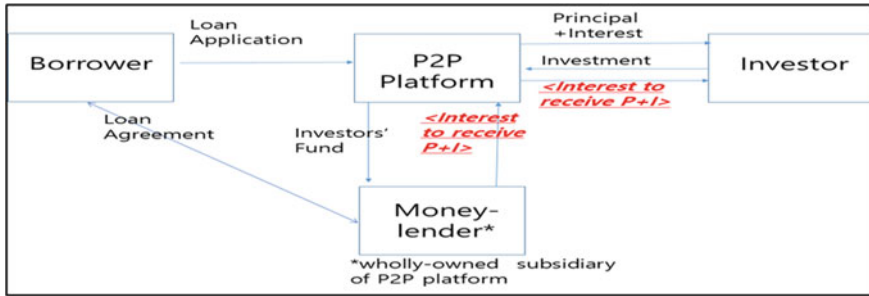 Loan
Application
Principal
+Interest
Borrower
P2P
Platform
Investment
Investor
<Interest to
receive P+I>
Loan
Agreement
Investors'
Fund
<Interest
to receive
P+I>
Money-
lender*
*wholly-owned subsidiary
of P2P platform